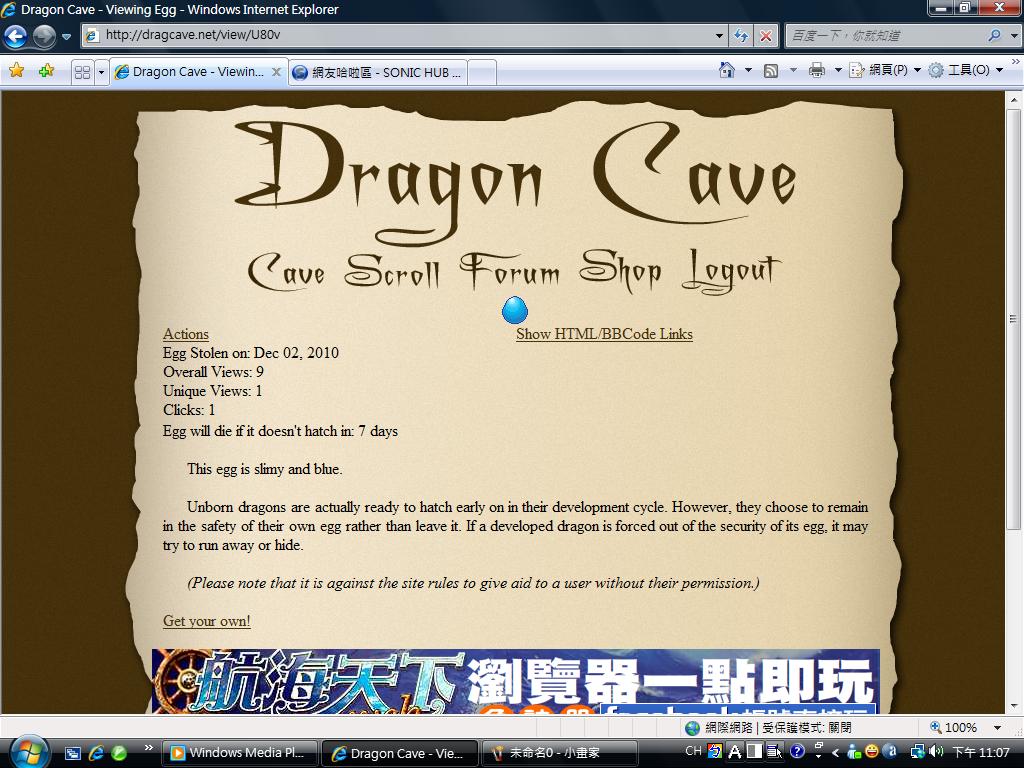 Dragon Cave - Viewing Egg - Windows Internet Explorer
http://dragcave.net/view/U80v
百度一下，你就知道
Dragon Cave - Viewin...
網友哈啦區 - SONIC HUB ...
網頁(P)
工具(O)
Dragon Cave
Cave Scroll Forum Shop Logout
Actions
Show HTML/BBCode Links
Egg Stolen on: Dec 02, 2010
Overall Views: 9
Unique Views: 1
Clicks: 1
Egg will die if it doesn't hatch in: 7 days
This egg is slimy and blue.
Unborn dragons are actually ready to hatch early on in their development cycle. However, they choose to remain
in the safety of their own egg rather than leave it. If a developed dragon is forced out of the security of its egg, it may
try to run away or hide.
(Please note that it is against the site rules to give aid to a user without their permission.)
Get your own!
航海天下 瀏覽器一點即玩
網際網路 | 受保護模式: 關閉
100%
Windows Media Pl...
Dragon Cave - Vie...
未命名0 - 小畫家
CH
下午 11:07